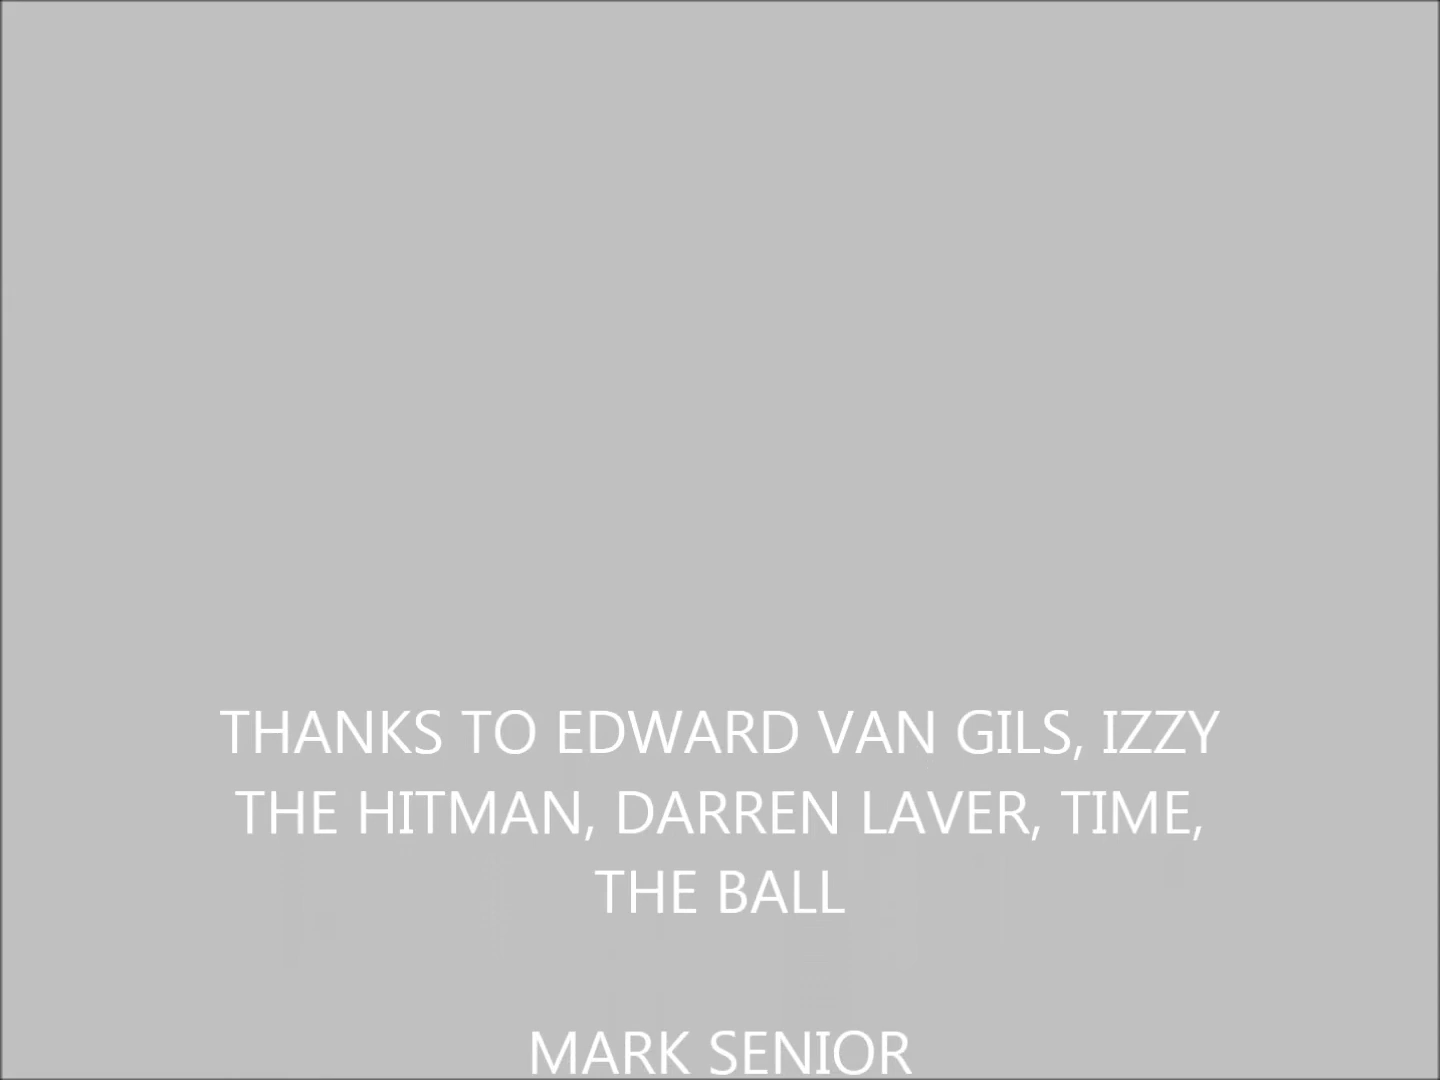 THANKS TO EDWARD VAN GILS, IZZY
THE HITMAN, DARREN LAVER, TIME,
THE BALL
MARK SENIOR